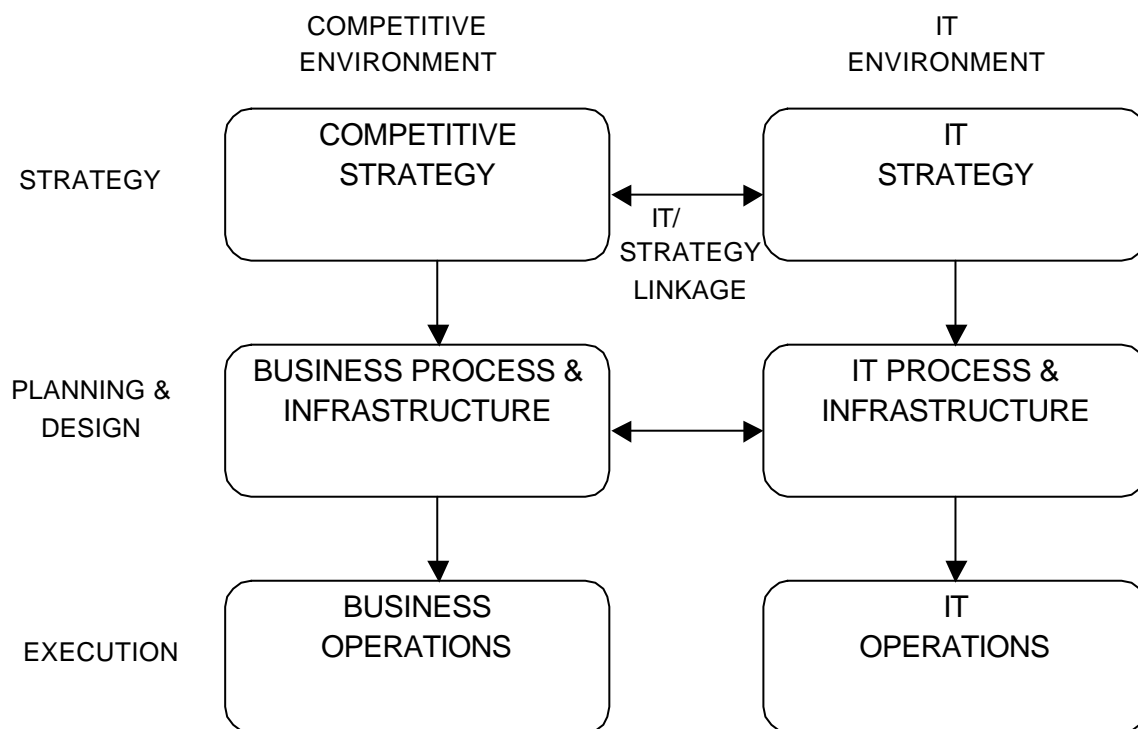 COMPETITIVE
ENVIRONMENT
IT
ENVIRONMENT
STRATEGY
COMPETITIVE
STRATEGY
IT/
STRATEGY
LINKAGE
IT
STRATEGY
PLANNING &
DESIGN
BUSINESS PROCESS &
INFRASTRUCTURE
IT PROCESS &
INFRASTRUCTURE
EXECUTION
BUSINESS
OPERATIONS
IT
OPERATIONS